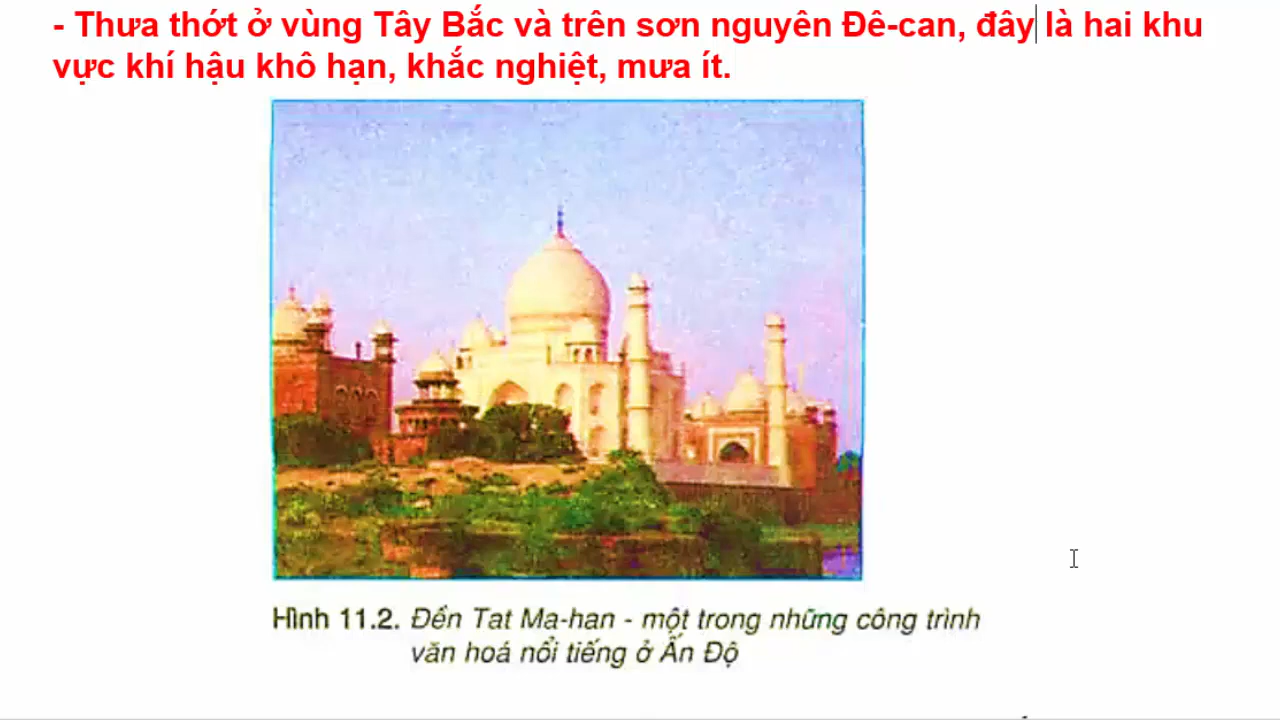 - Thưa thớt ở vùng Tây Bắc và trên sơn nguyên Đê-can, đây là hai khu
vực khí hậu khô hạn, khắc nghiệt, mưa ít.
Hình 11.2. Đền Tat Ma-han - một trong những công trình
văn hoá nổi tiếng ở Ấn Độ